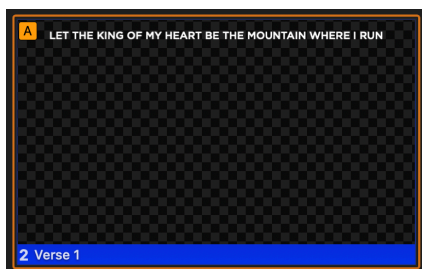 A
LET THE KING OF MY HEART BE THE MOUNTAIN WHERE I RUN
2 Verse 1